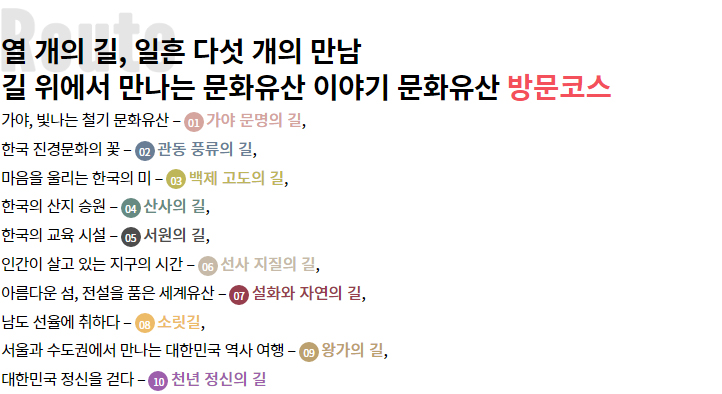 Route
열 개의 길, 일흔 다섯 개의 만남
길 위에서 만나는 문화유산 이야기 문화유산 방문코스
가야, 빛나는 철기 문화유산 – 01 가야 문명의 길,
한국 진경문화의 꽃 – 02 관동 풍류의 길,
마음을 울리는 한국의 미 – 03 백제 고도의 길,
한국의 산지 승원 – 04 산사의 길,
한국의 교육 시설 – 05 서원의 길,
인간이 살고 있는 지구의 시간 – 06 선사 지질의 길,
아름다운 섬, 전설을 품은 세계유산 – 07 설화와 자연의 길,
남도 선율에 취하다 – 08 소릿길,
서울과 수도권에서 만나는 대한민국 역사 여행 – 09 왕가의 길,
대한민국 정신을 걷다 – 10 천년 정신의 길